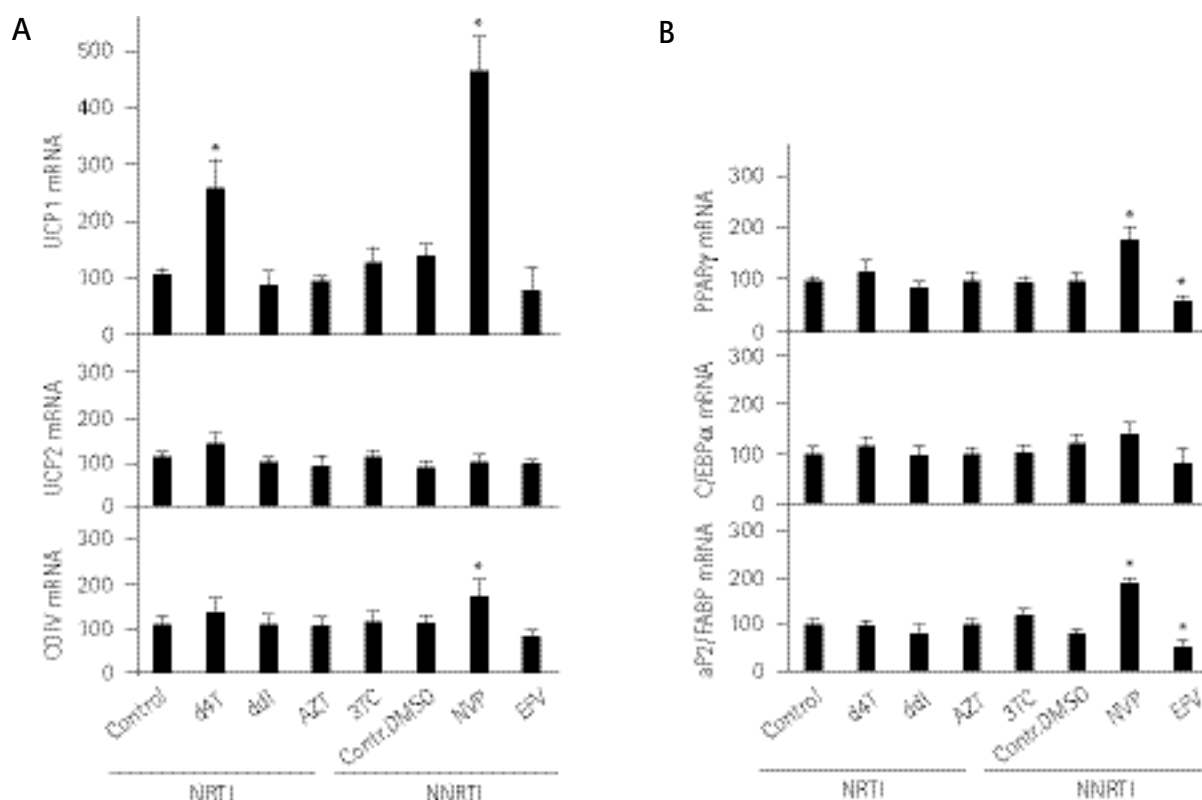 A
B
500
400
300
200
100
0
UCP1 mRNA
*
*
300
200
100
0
UCP2 mRNA
300
200
100
0
COIV mRNA
*
Control
d4T
ddI
AZT
3TC
Contr.DMSO
NVP
EFV
NRTI
NNRTI
300
200
100
0
PPARγ mRNA
*
*
300
200
100
0
C/EBPα mRNA
300
200
100
0
aP2/FABP mRNA
*
*
Control
d4T
ddI
AZT
3TC
Contr.DMSO
NVP
EFV
NRTI
NNRTI